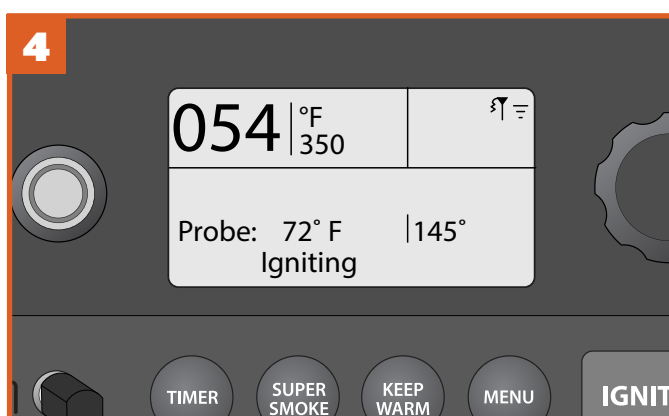 4
054 °F
350
Probe: 72° F 145°
Igniting
TIMER
SUPER
SMOKE
KEEP
WARM
MENU
IGNIT